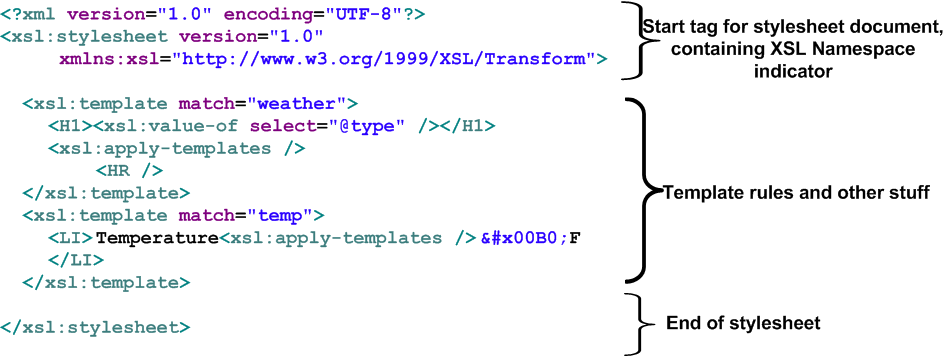 <?xml version="1.0" encoding="UTF-8"?>
<xsl:stylesheet version="1.0"
xmlns:xsl="http://www.w3.org/1999/XSL/Transform">
Start tag for stylesheet document,
containing XSL Namespace
indicator
<xsl:template match="weather">
<H1><xsl:value-of select="@type" /></H1>
<xsl:apply-templates />
<HR />
</xsl:template>
<xsl:template match="temp">
<LI>Temperature<xsl:apply-templates />&#x00B0;F
</LI>
</xsl:template>
Template rules and other stuff
</xsl:stylesheet>
End of stylesheet